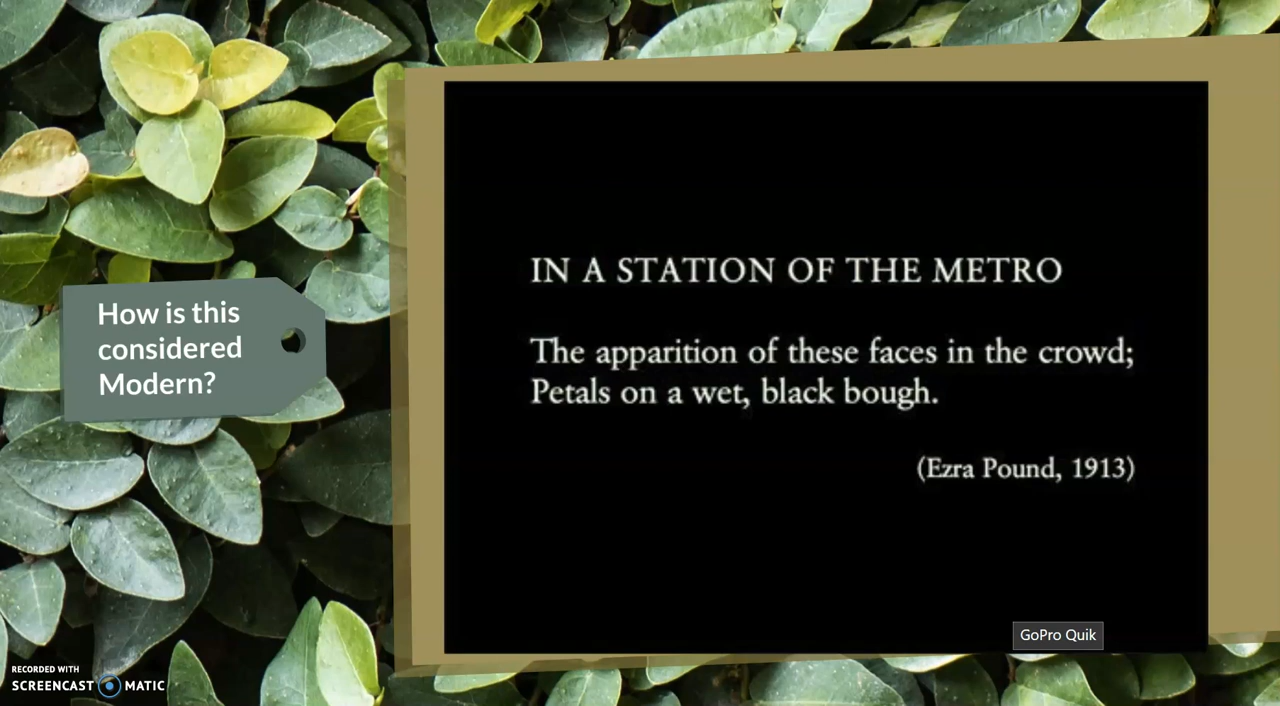 How is this
considered
Modern?
IN A STATION OF THE METRO
The apparition of these faces in the crowd;
Petals on a wet, black bough.
(Ezra Pound, 1913)
GoPro Quik
RECORDED WITH
SCREENCAST MATIC